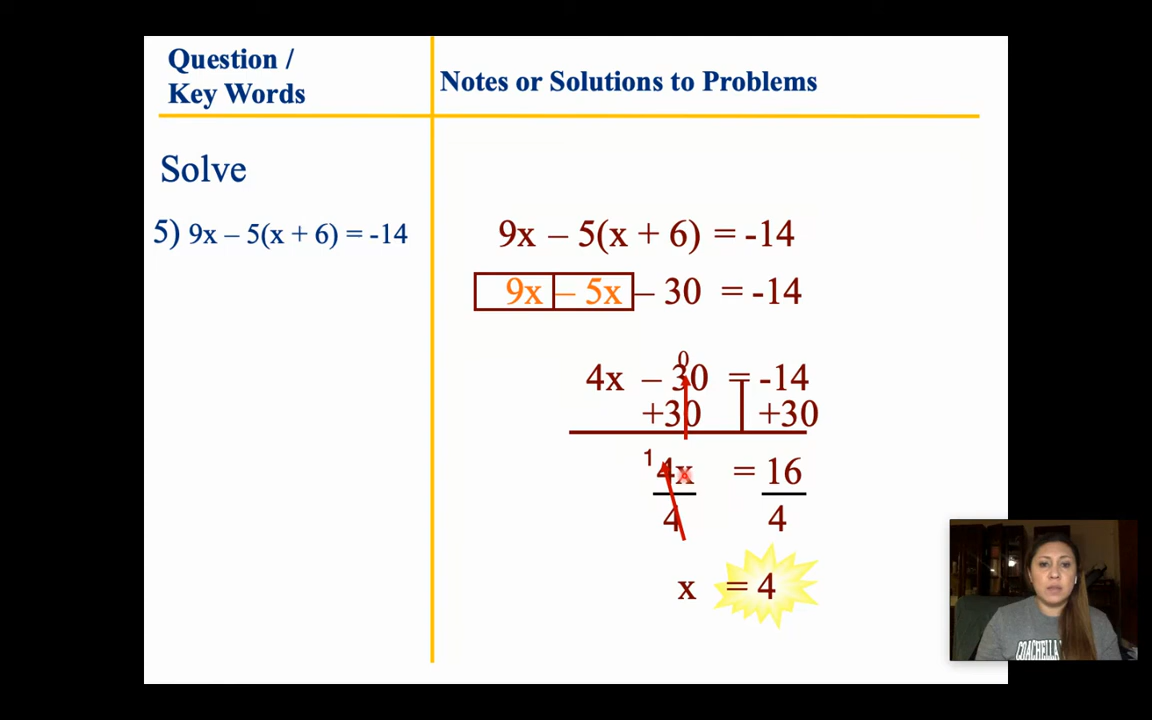 Question /
Key Words
Notes or Solutions to Problems
Solve
5) 9x – 5(x + 6) = -14
9x – 5(x + 6) = -14
9x – 5x – 30 = -14
0
4x – 30 = -14
+30 +30
1
4x = 16
4 4
x = 4
COACHELLA